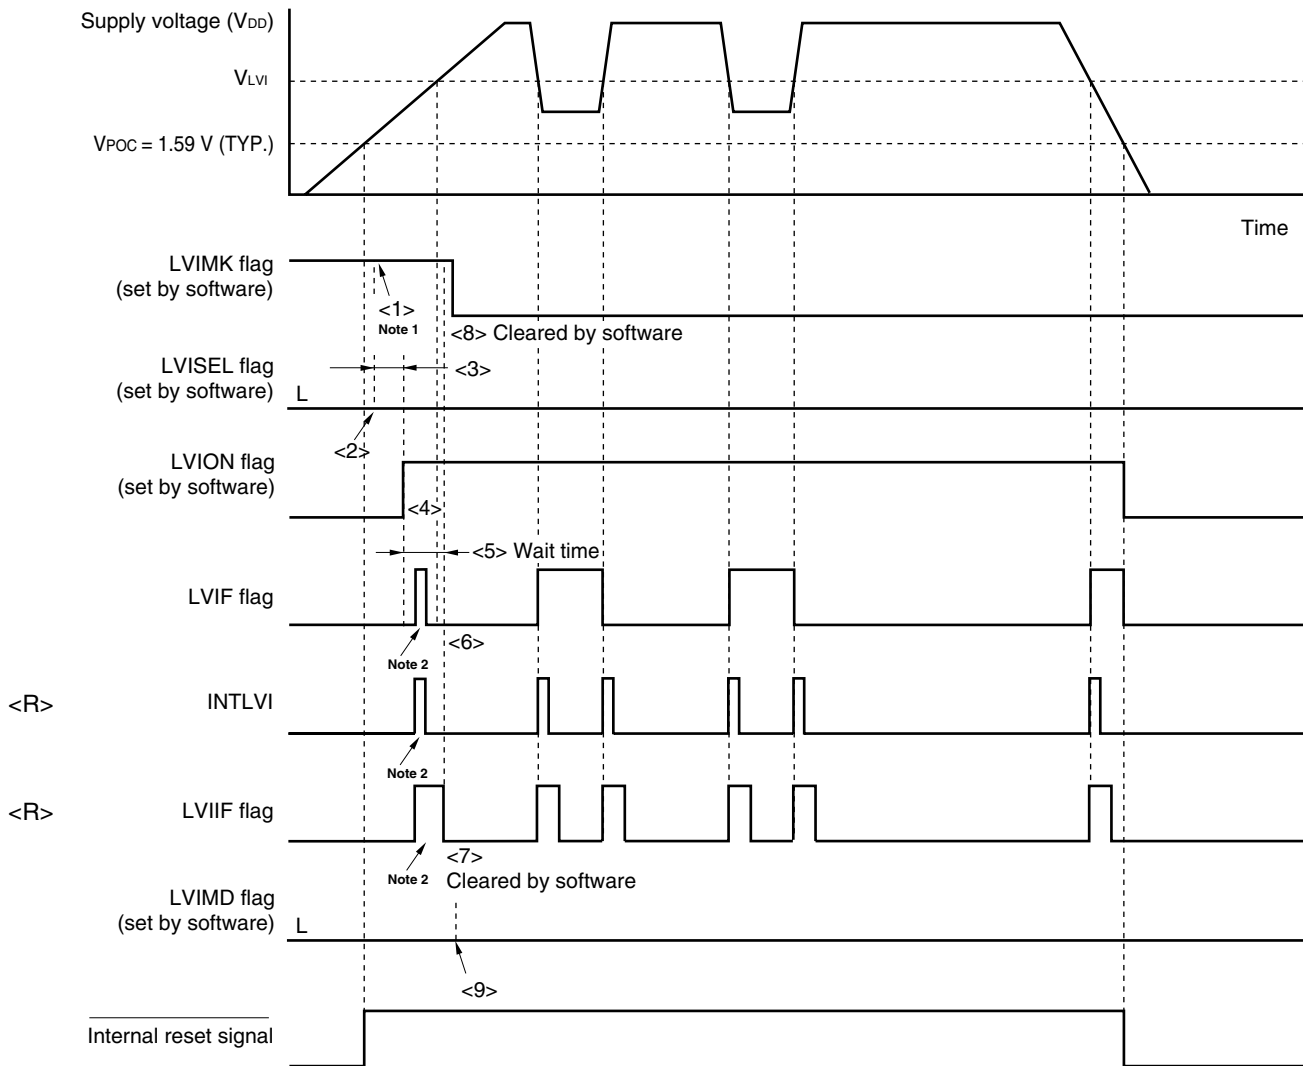 Supply voltage (VDD)
VLVI
VPOC = 1.59 V (TYP.)
Time
LVIMK flag
(set by software)
<1>
Note 1
<8> Cleared by software
LVISEL flag
(set by software)
L
<3>
<2>
LVION flag
(set by software)
<4>
<5> Wait time
LVIF flag
Note 2
<6>
<R>
INTLVI
Note 2
<R>
LVIIF flag
Note 2
<7>
Cleared by software
LVIMD flag
(set by software)
L
<9>
Internal reset signal